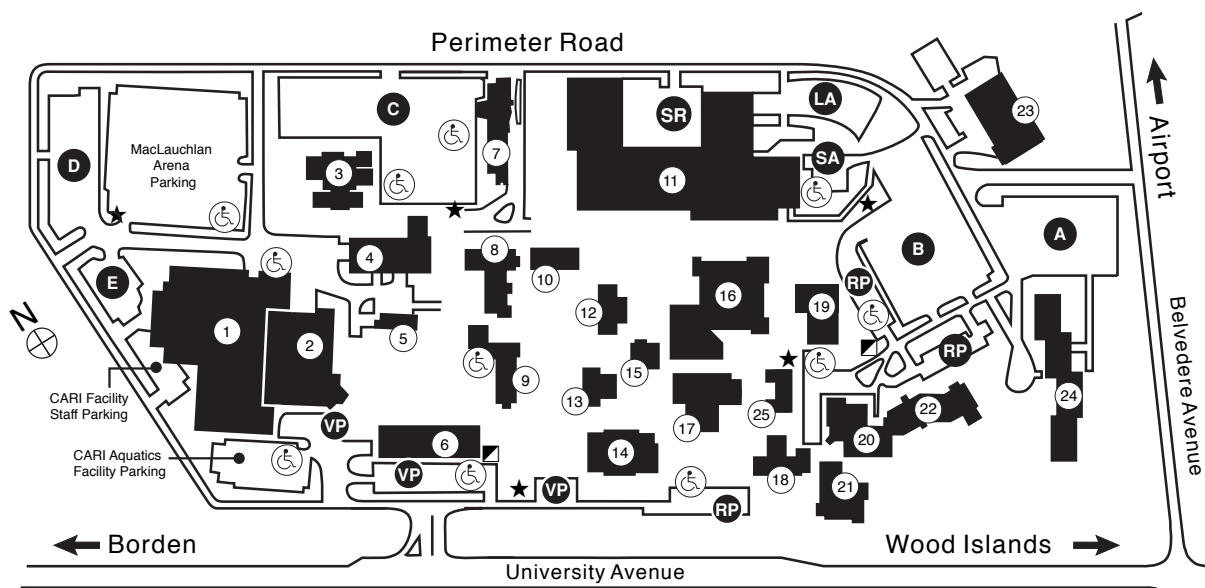 Perimeter Road
C
LA
SR
23
Airport
D
MacLauchlan
Arena
Parking
7
SA
3
11
A
B
4
8
10
E
RP
16
19
12
N
1
2
5
15
RP
9
CARI Facility
Staff Parking
13
25
22
24
17
VP
6
20
CARI Aquatics
Facility Parking
14
VP
VP
18
21
RP
Belvedere Avenue
Borden
Wood Islands
University Avenue